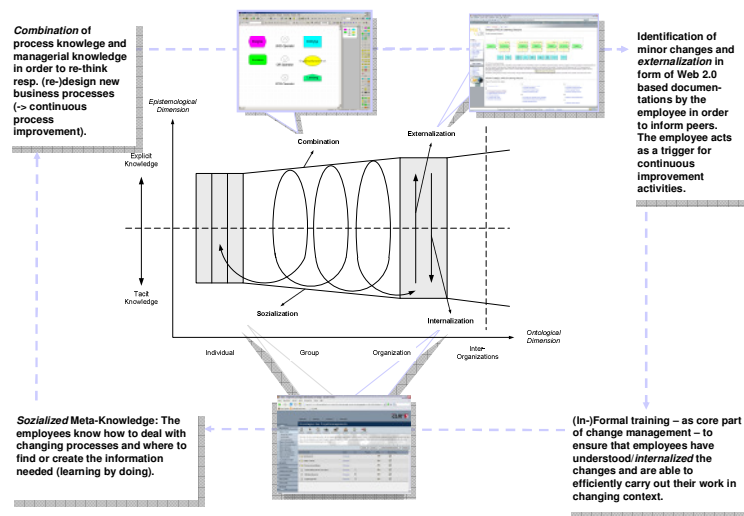 Combination of
process knowlege and
managerial knowledge
in order to re-think
resp. (re-)design new
business processes
(-> continuous
process
improvement).
Identification of
minor changes and
externalization in
form of Web 2.0
based documen-
tations by the
employee in order
to inform peers.
The employee acts
as a trigger for
continuous
improvement
activities.
Epistemological
Dimension
Combination
Externalization
Explicit
Knowledge
Tacit
Knowledge
Sozialization
Internalization
Ontological
Dimension
Individual
Group
Organization
Inter-
Organizations
Sozialized Meta-Knowledge: The
employees know how to deal with
changing processes and where to
find or create the information
needed (learning by doing).
(In-)Formal training – as core part
of change management – to
ensure that employees have
understood/internalized the
changes and are able to
efficiently carry out their work in
changing context.